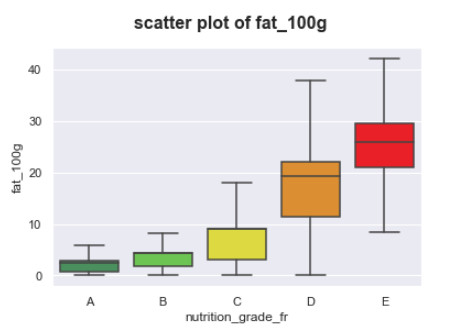 scatter plot of fat_100g
40
30
20
10
0
fat_100g
A B C D E
nutrition_grade_fr